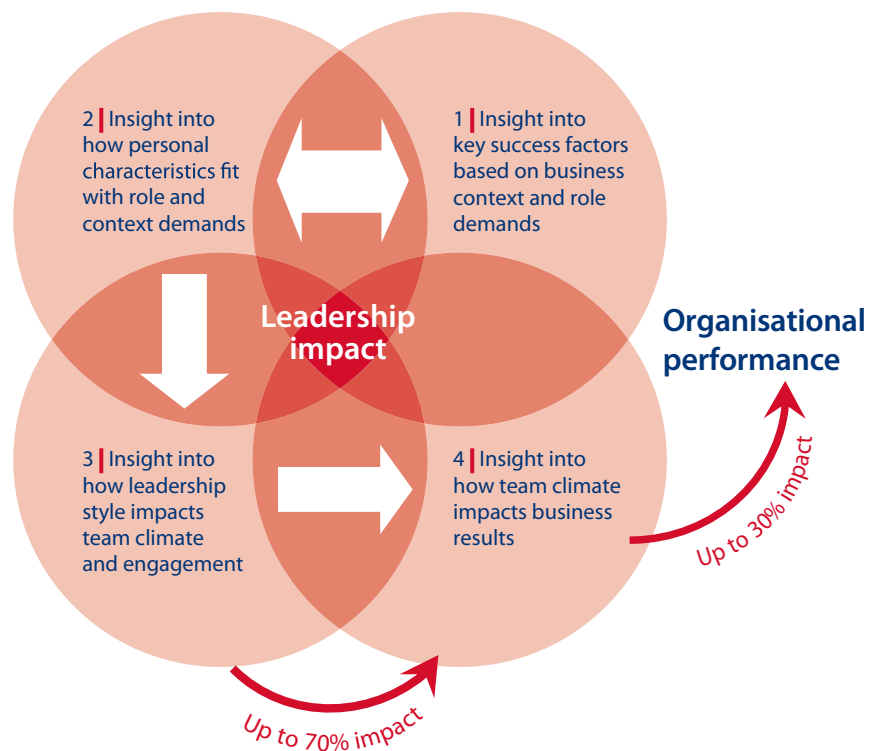 2 | Insight into
how personal
characteristics fit
with role and
context demands
1 | Insight into
key success factors
based on business
context and role
demands
Leadership
impact
Organisational
performance
3 | Insight into
how leadership
style impacts
team climate
and engagement
4 | Insight into
how team climate
impacts business
results
Up to 30% impact
Up to 70% impact